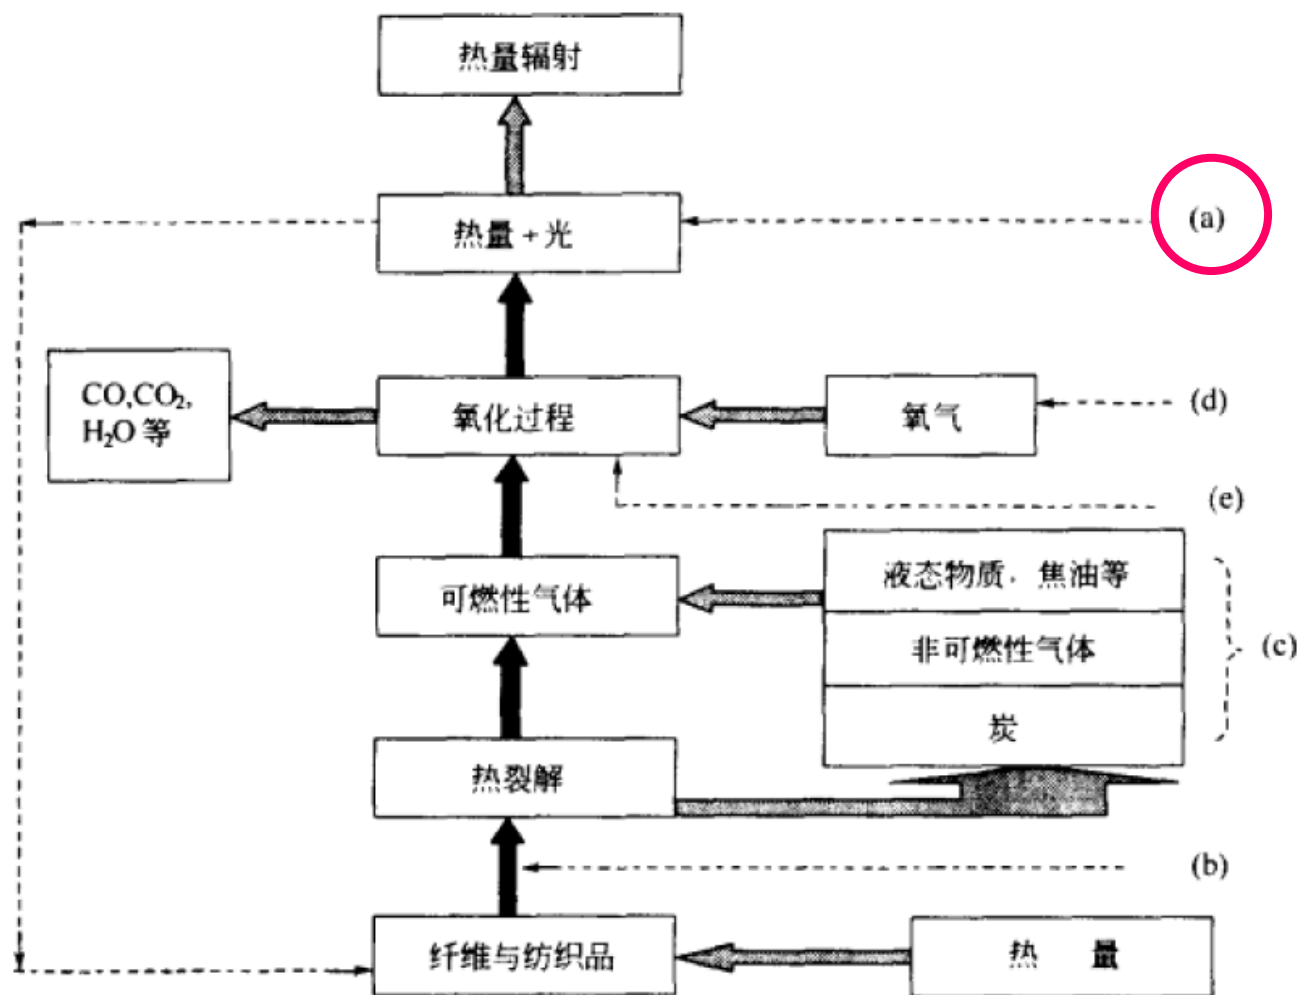 热量辐射
热量 + 光
(a)
CO,CO₂,
H₂O 等
氧化过程
氧气
(d)
(e)
可燃性气体
液态物质、焦油等
非可燃性气体
(c)
炭
热裂解
(b)
纤维与纺织品
热 量